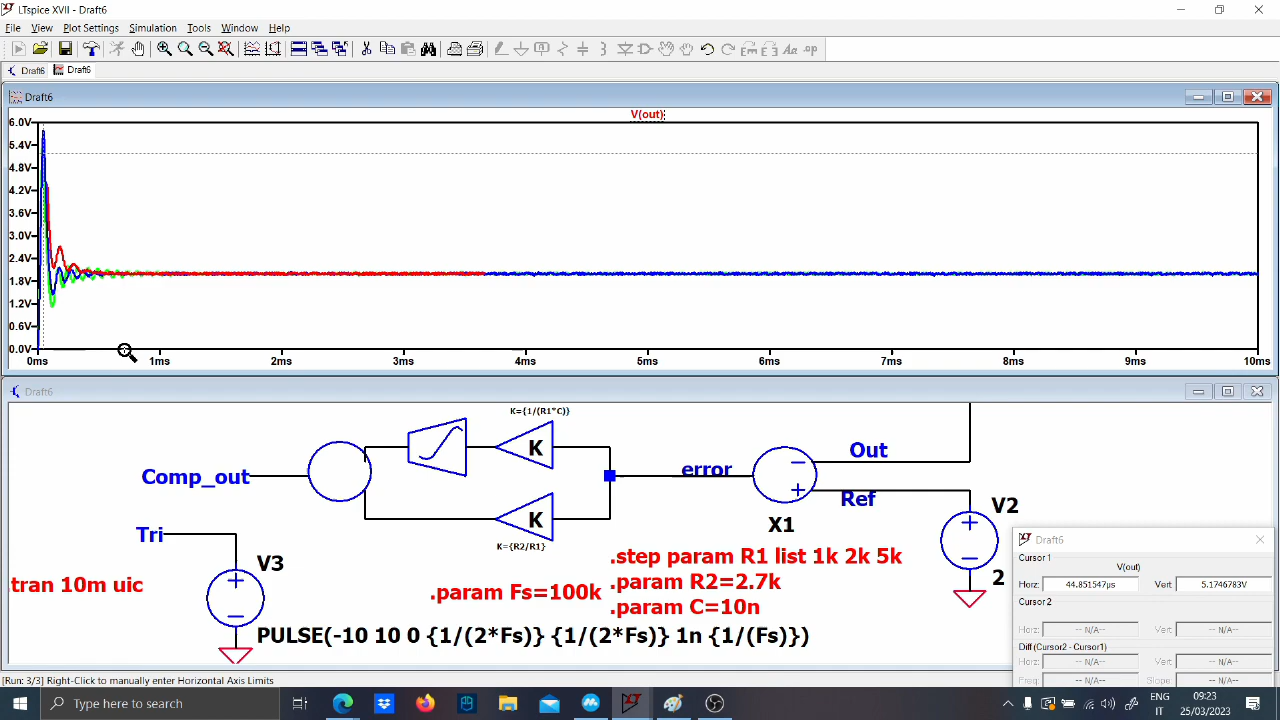 LTspice XVII - Draft6
File View Plot Settings Simulation Tools Window Help
Draft6 Draft6
Draft6
V(out)
6.0V
5.4V
4.8V
4.2V
3.6V
3.0V
2.4V
1.8V
1.2V
0.6V
0.0V
0ms 1ms 2ms 3ms 4ms 5ms 6ms 7ms 8ms 9ms 10ms
Draft6
K={1/(R1*C)}
K
Comp_out
error
Out
Ref
K
K={R2/R1}
X1
V2
2
Tri
V3
tran 10m uic
.param Fs=100k
.step param R1 list 1k 2k 5k
.param R2=2.7k
.param C=10n
PULSE(-10 10 0 {1/(2*Fs)} {1/(2*Fs)} 1n {1/(Fs)})
Draft6
Cursor 1
V(out)
Horz: 44.851547µs Vert: 5.1746783V
Cursor 2
Horz: -- N/A-- Vert: -- N/A--
Diff (Cursor2 - Cursor1)
Horz: -- N/A-- Vert: -- N/A--
Freq: -- N/A-- Slope: -- N/A--
[Run: 3/3] Right-Click to manually enter Horizontal Axis Limits
Type here to search
ENG
IT
09:23
25/03/2023